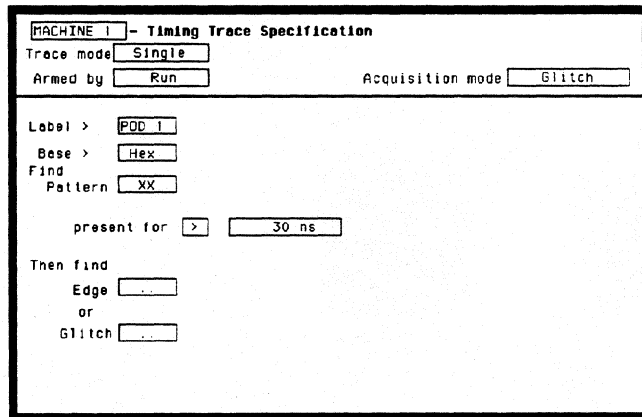 MACHINE 1 - Timing Trace Specification
Trace mode Single
Armed by Run Acquisition mode Glitch
Label > POD 1
Base > Hex
Find
Pattern XX
present for > 30 ns
Then find
Edge ..
or
Glitch ..